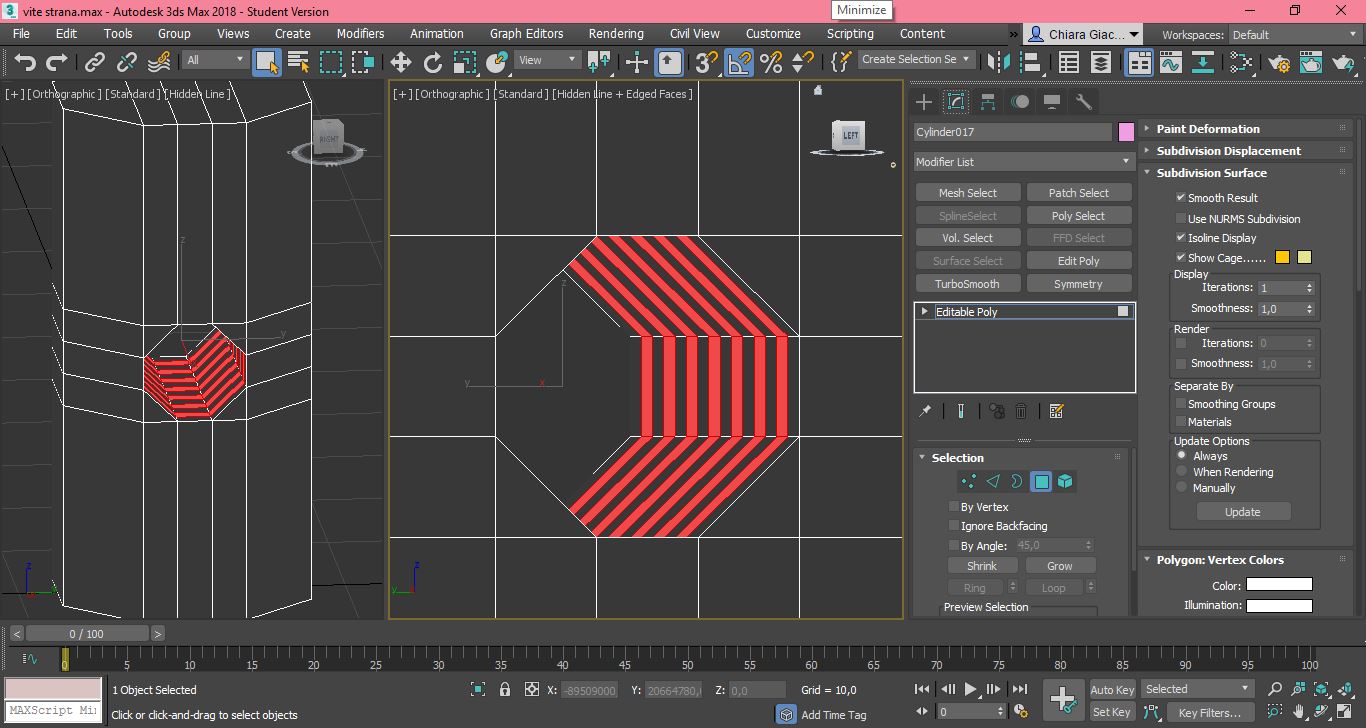 vite strana.max - Autodesk 3ds Max 2018 - Student Version
Minimize
File Edit Tools Group Views Create Modifiers Animation Graph Editors Rendering Civil View Customize Scripting Content » Chiara Giac... Workspaces: Default
All View Create Selection Se
[+] [Orthographic ] [Standard ] [Hidden Line ]
[+] [Orthographic ] [Standard ] [Hidden Line + Edged Faces ]
RIGHT
LEFT
z
y
z
y
x
z
z
y
Cylinder017
Modifier List
Mesh Select Patch Select
SplineSelect Poly Select
Vol. Select FFD Select
Surface Select Edit Poly
TurboSmooth Symmetry
Editable Poly
Selection
By Vertex
Ignore Backfacing
By Angle: 45,0
Shrink Grow
Ring Loop
Preview Selection
Paint Deformation
Subdivision Displacement
Subdivision Surface
Smooth Result
Use NURMS Subdivision
Isoline Display
Show Cage......
Display
Iterations: 1
Smoothness: 1,0
Render
Iterations: 0
Smoothness: 1,0
Separate By
Smoothing Groups
Materials
Update Options
Always
When Rendering
Manually
Update
Polygon: Vertex Colors
Color:
Illumination:
< 0 / 100 >
0 5 10 15 20 25 30 35 40 45 50 55 60 65 70 75 80 85 90 95 100
1 Object Selected X: -89509000 Y: 20664780, Z: 0,0 Grid = 10,0 Auto Key Selected
MAXScript Mi Click or click-and-drag to select objects Add Time Tag 0 Set Key Key Filters...